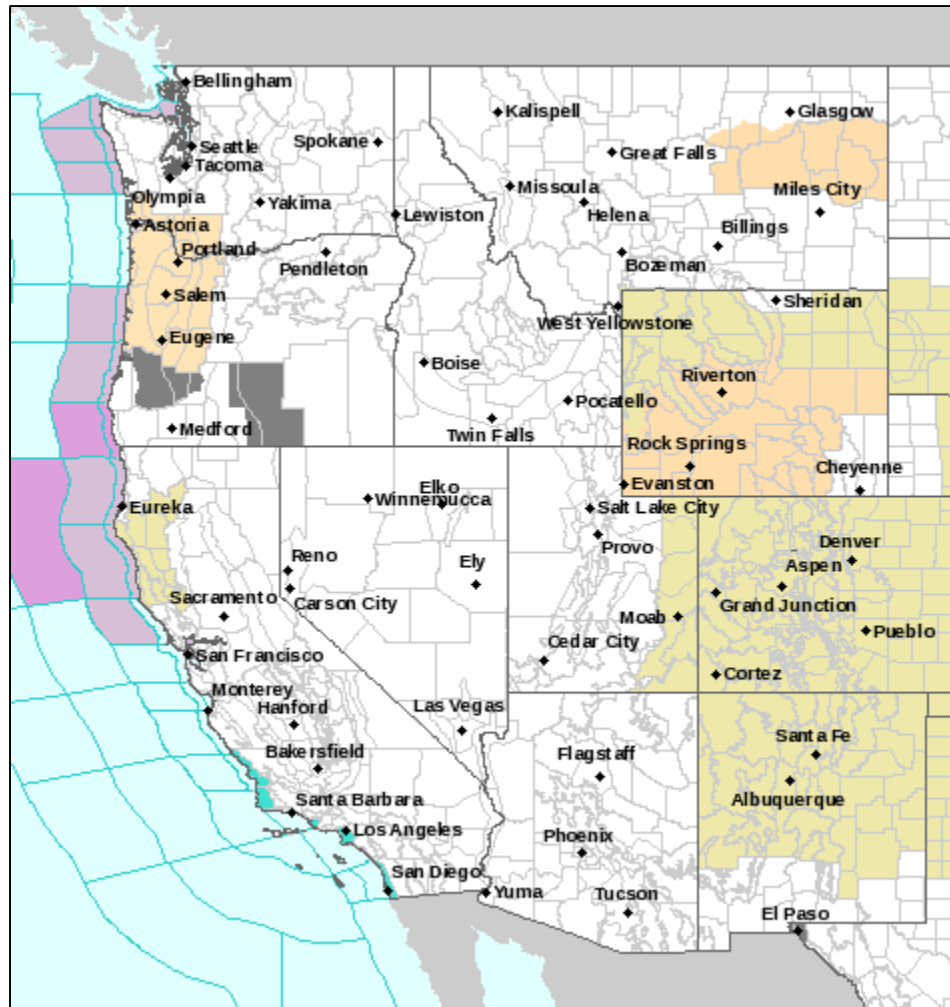 Bellingham
Kalispell
Glasgow
Seattle
Spokane
Great Falls
Tacoma
Olympia
Missoula
Miles City
Yakima
Lewiston
Helena
Astoria
Billings
Portland
Pendleton
Bozeman
Salem
Sheridan
West Yellowstone
Eugene
Boise
Riverton
Pocatello
Medford
Twin Falls
Rock Springs
Cheyenne
Elko
Evanston
Winnemucca
Eureka
Salt Lake City
Denver
Reno
Ely
Provo
Aspen
Sacramento
Carson City
Grand Junction
Moab
Pueblo
San Francisco
Cedar City
Cortez
Monterey
Hanford
Las Vegas
Bakersfield
Flagstaff
Santa Fe
Albuquerque
Santa Barbara
Los Angeles
Phoenix
San Diego
Yuma
Tucson
El Paso